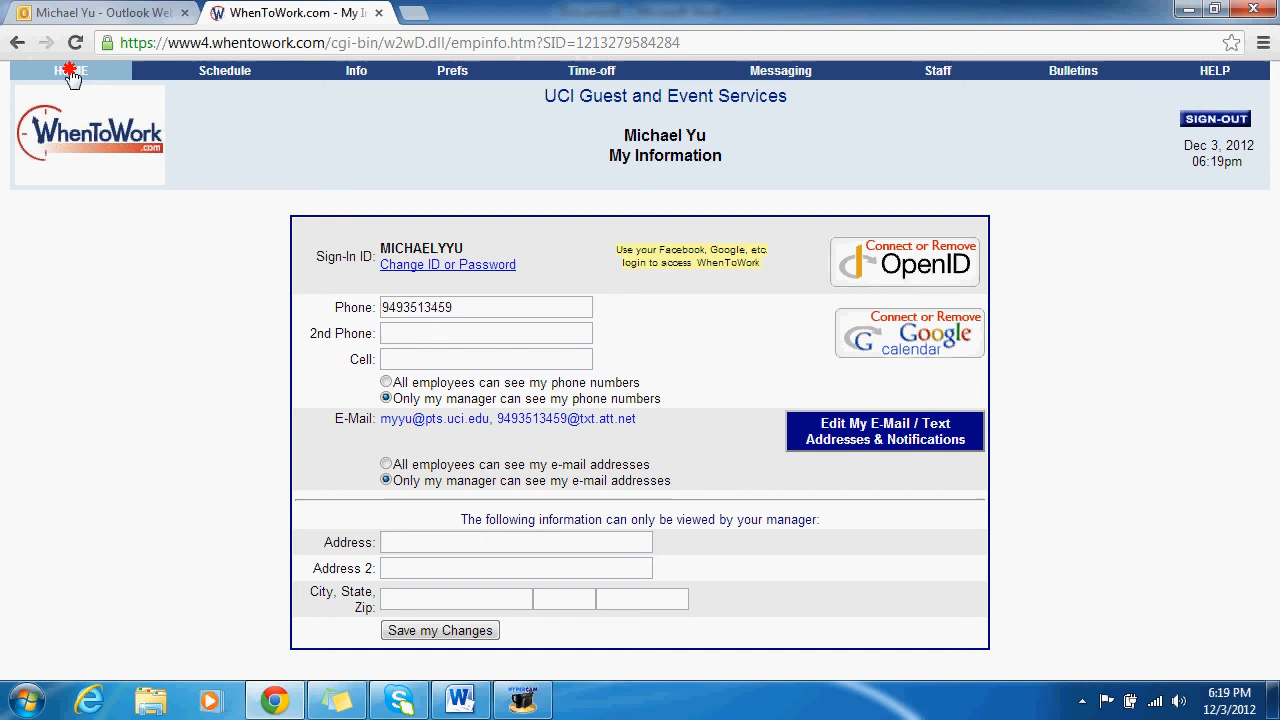 Michael Yu - Outlook Wel
WhenToWork.com - My I
https://www4.whentowork.com/cgi-bin/w2wD.dll/empinfo.htm?SID=1213279584284
HOME Schedule Info Prefs Time-off Messaging Staff Bulletins HELP
UCI Guest and Event Services
WhenToWork
.com
Michael Yu
My Information
SIGN-OUT
Dec 3, 2012
06:19pm
Sign-In ID: MICHAELYYU
Change ID or Password
Use your Facebook, Google, etc.
login to access WhenToWork
Connect or Remove
OpenID
Phone: 9493513459
2nd Phone:
Cell:
Connect or Remove
G Google
calendar
All employees can see my phone numbers
Only my manager can see my phone numbers
E-Mail: myyu@pts.uci.edu, 9493513459@txt.att.net
Edit My E-Mail / Text
Addresses & Notifications
All employees can see my e-mail addresses
Only my manager can see my e-mail addresses
The following information can only be viewed by your manager:
Address:
Address 2:
City, State,
Zip:
Save my Changes
HYPERCAM
6:19 PM
12/3/2012